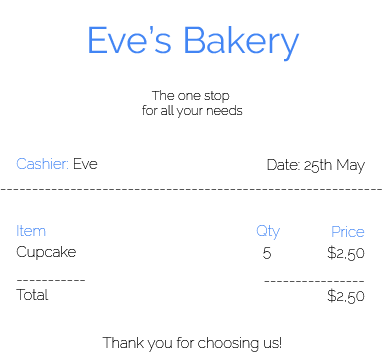 Eve's Bakery
The one stop
for all your needs
Cashier: Eve Date: 25th May
Item Qty Price
Cupcake 5 $2,50
Total $2,50
Thank you for choosing us!